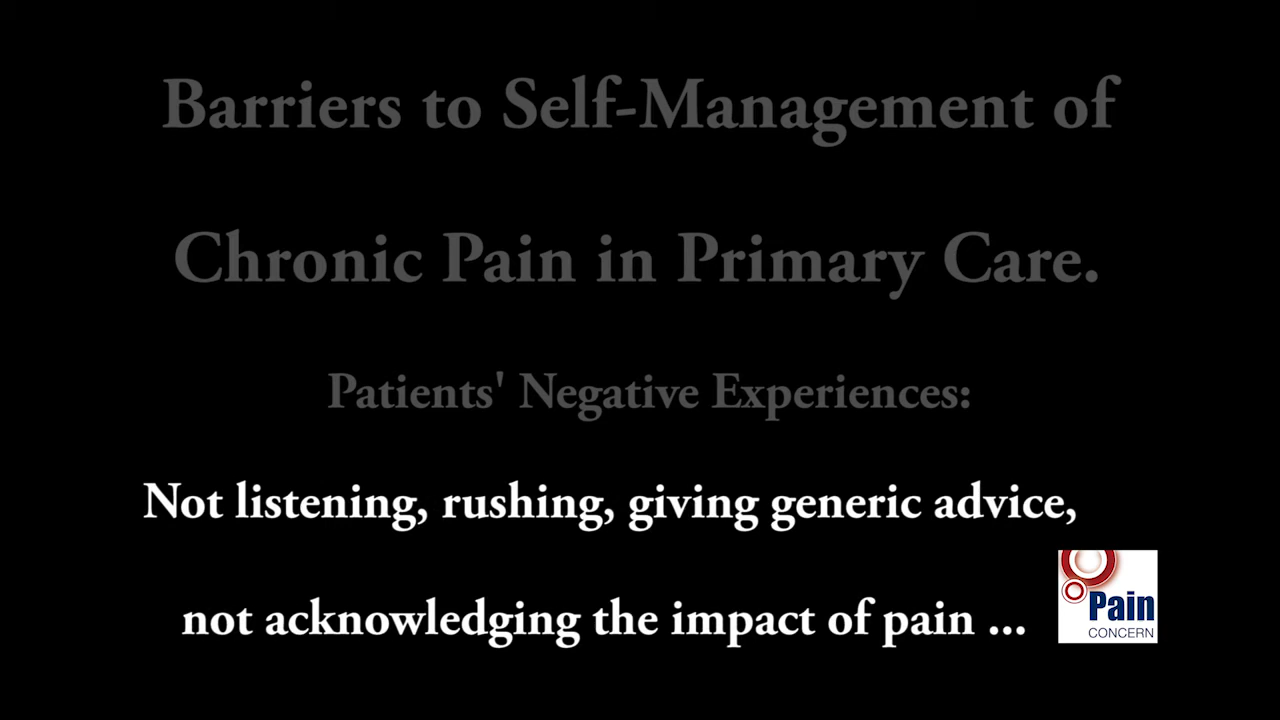 Barriers to Self-Management of
Chronic Pain in Primary Care.
Patients' Negative Experiences:
Not listening, rushing, giving generic advice,
not acknowledging the impact of pain ...
Pain
CONCERN